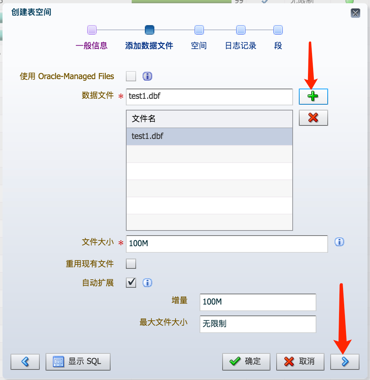 创建表空间
一般信息 添加数据文件 空间 日志记录 段
使用 Oracle-Managed Files
数据文件 * test1.dbf
文件名
test1.dbf
文件大小 * 100M
重用现有文件
自动扩展
增量 100M
最大文件大小 无限制
显示 SQL 确定 取消